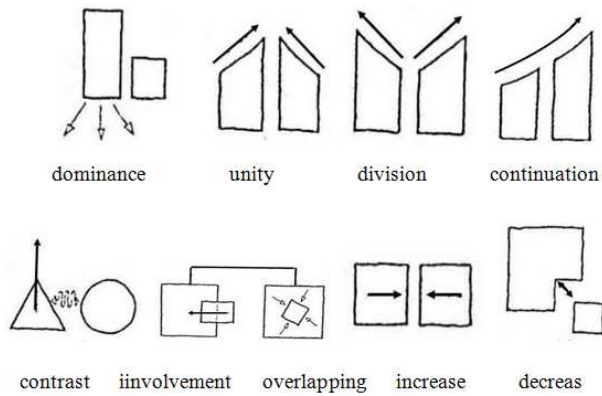 dominance unity division continuation
contrast iinvolvement overlapping increase decreas